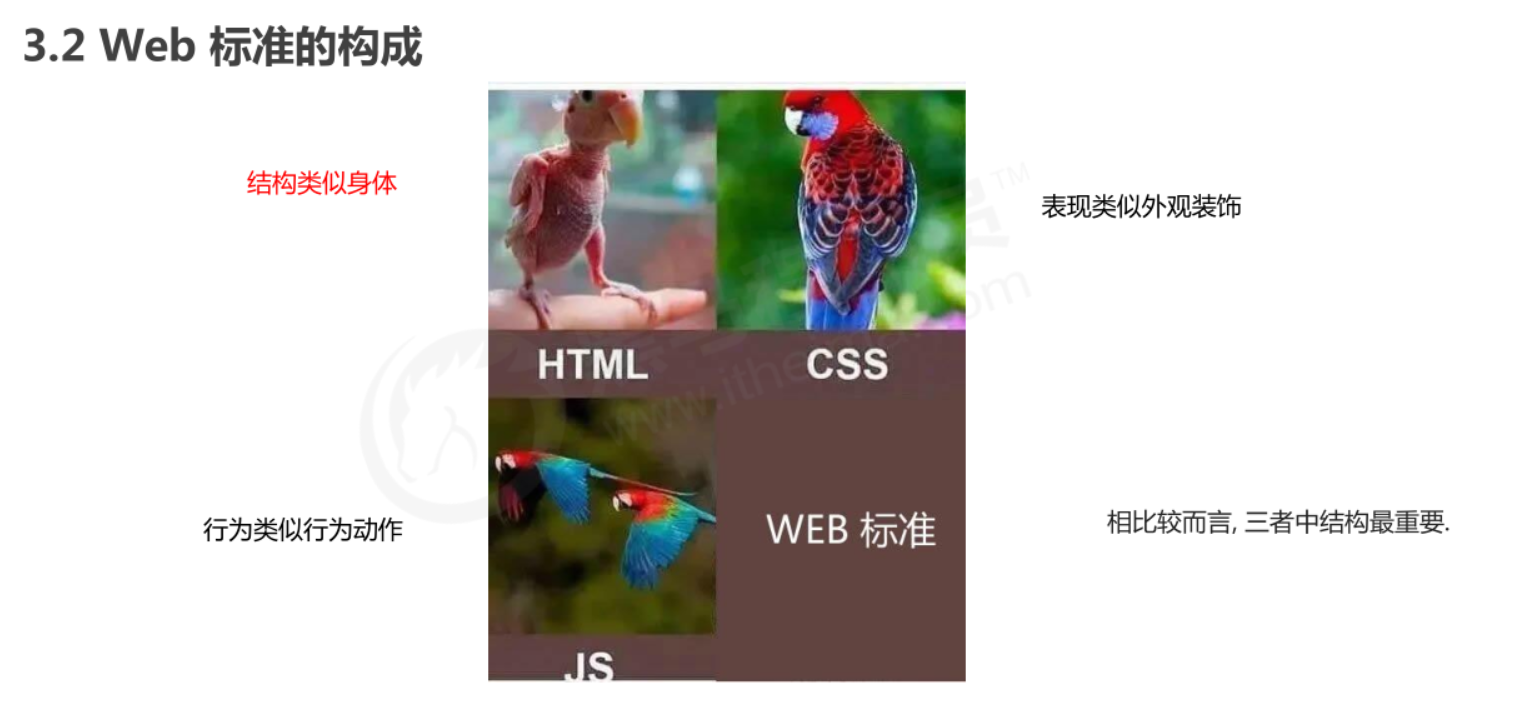 3.2 Web 标准的构成
结构类似身体
表现类似外观装饰
HTML
CSS
行为类似行为动作
WEB 标准
相比较而言, 三者中结构最重要.
JS